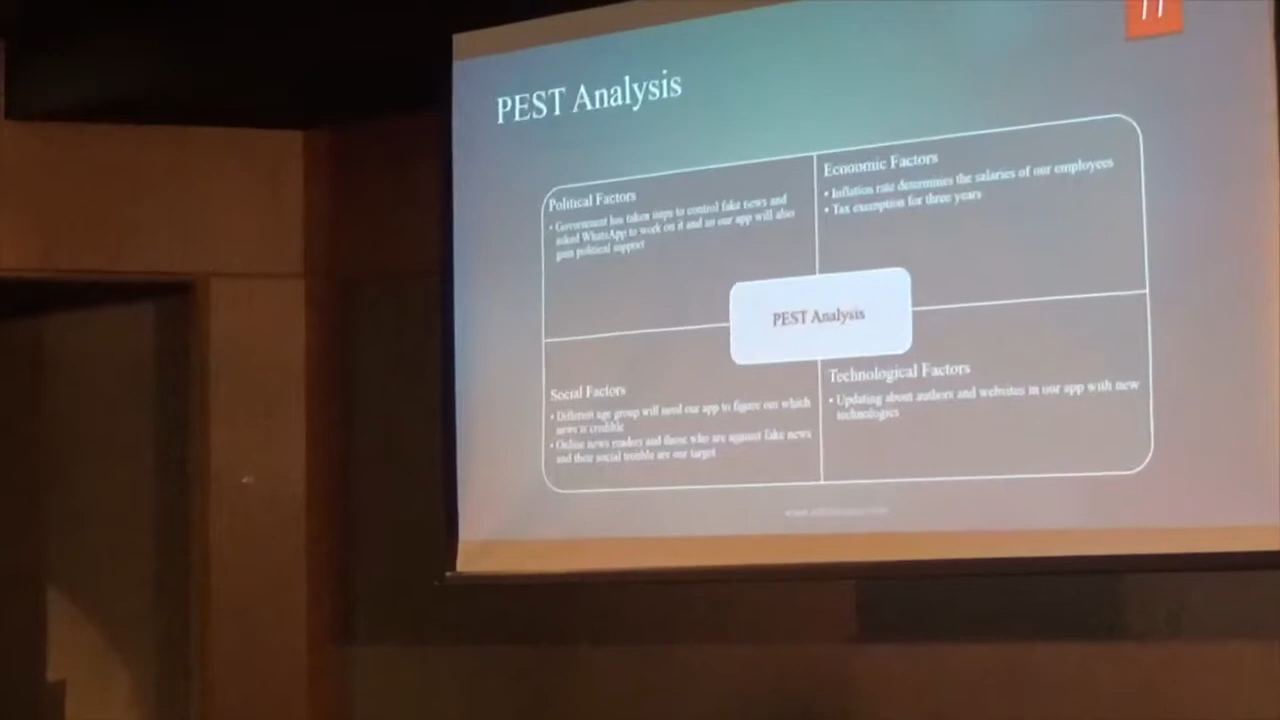 11
PEST Analysis
Political Factors
• Government has taken steps to control fake news and
asked WhatsApp to work on it and so our app will also
gain political support
Economic Factors
• Inflation rate determines the salaries of our employees
• Tax exemption for three years
PEST Analysis
Social Factors
• Different age group will need our app to figure out which
news is credible
• Online news readers and those who are against fake news
and their social trouble are our target
Technological Factors
• Updating about authors and websites in our app with new
technologies